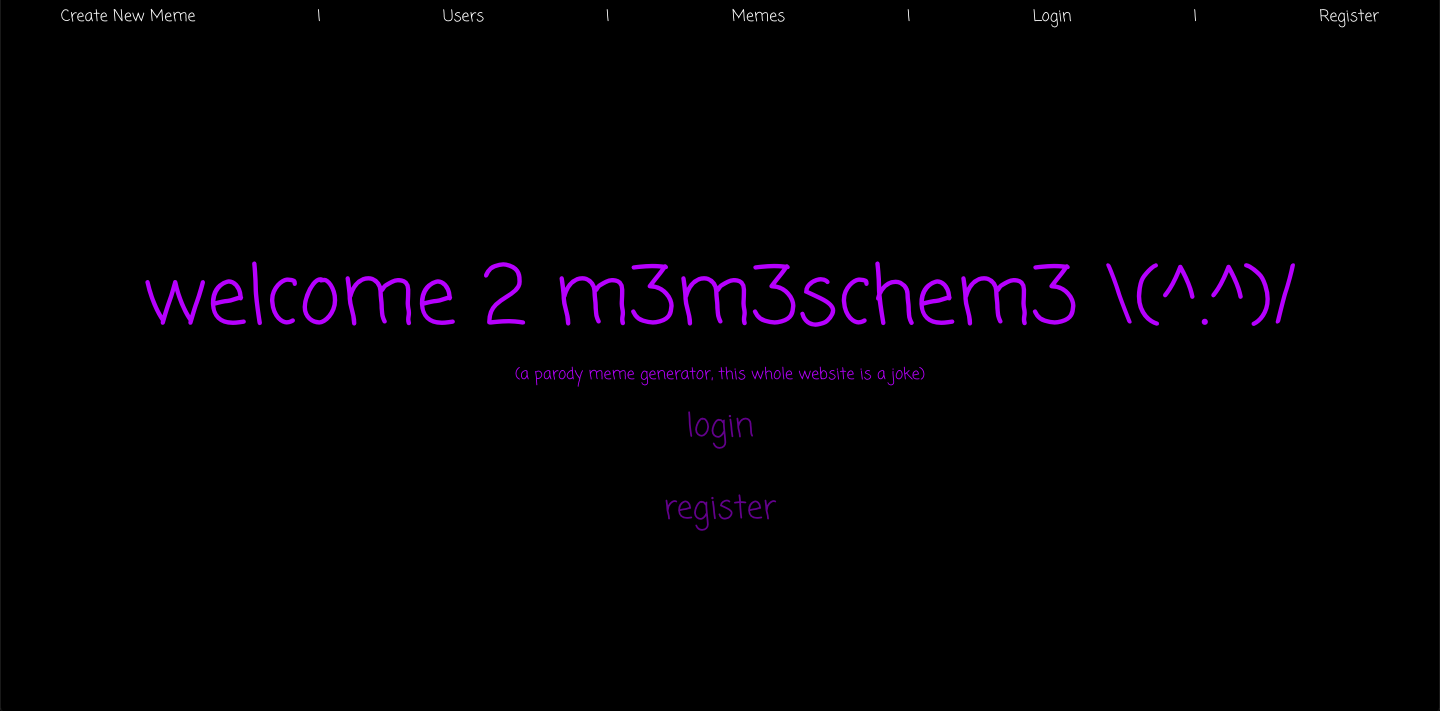 Create New Meme | Users | Memes | Login | Register
welcome 2 m3m3schem3 \(^.^)/
(a parody meme generator, this whole website is a joke)
login
register